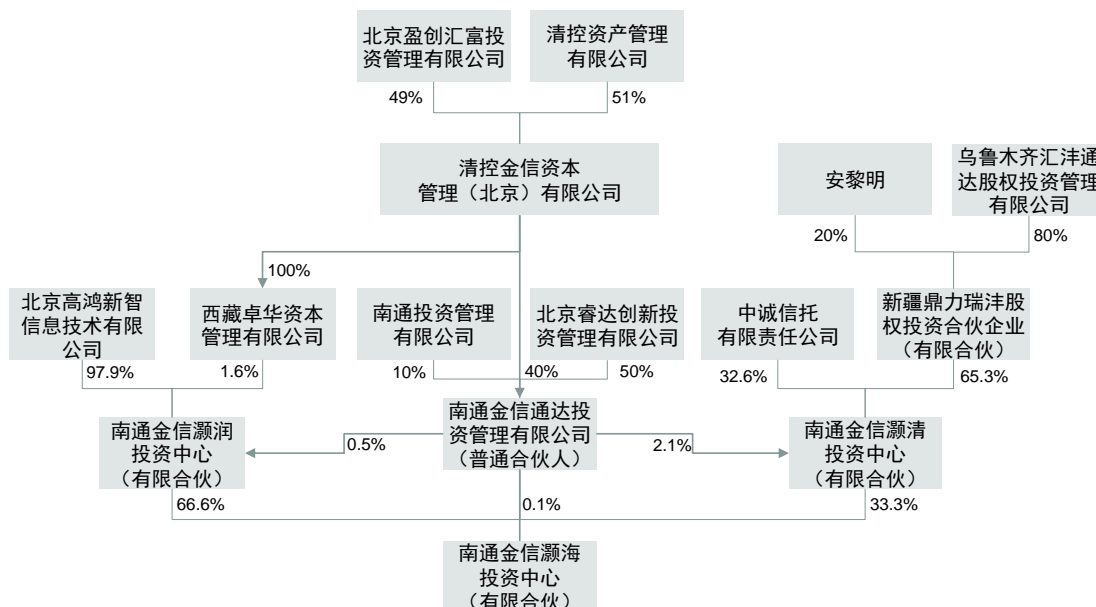 北京盈创汇富投
资管理有限公司
清控资产管理
有限公司
49%
51%
清控金信资本
管理（北京）有限公司
安黎明
乌鲁木齐汇沣通
达股权投资管理
有限公司
20%
80%
100%
北京高鸿新智
信息技术有限
公司
西藏卓华资本
管理有限公司
南通投资管理
有限公司
北京睿达创新投
资管理有限公司
中诚信托
有限责任公司
新疆鼎力瑞沣股
权投资合伙企业
（有限合伙）
97.9%
1.6%
10%
40%
50%
32.6%
65.3%
南通金信灏润
投资中心
（有限合伙）
0.5%
南通金信通达投
资管理有限公司
（普通合伙人）
2.1%
南通金信灏清
投资中心
（有限合伙）
66.6%
0.1%
33.3%
南通金信灏海
投资中心
（有限合伙）